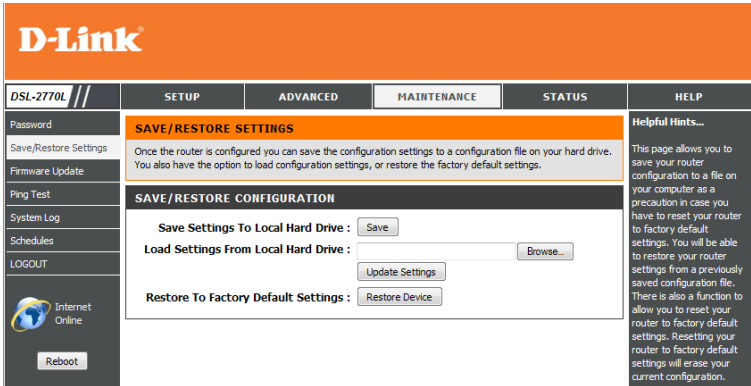 D-Link
DSL-2770L
SETUP
ADVANCED
MAINTENANCE
STATUS
HELP
Password
Save/Restore Settings
Firmware Update
Ping Test
System Log
Schedules
LOGOUT
Internet
Online
Reboot
SAVE/RESTORE SETTINGS
Once the router is configured you can save the configuration settings to a configuration file on your hard drive.
You also have the option to load configuration settings, or restore the factory default settings.
SAVE/RESTORE CONFIGURATION
Save Settings To Local Hard Drive : Save
Load Settings From Local Hard Drive : Browse...
Update Settings
Restore To Factory Default Settings : Restore Device
Helpful Hints...
This page allows you to
save your router
configuration to a file on
your computer as a
precaution in case you
have to reset your router
to factory default
settings. You will be able
to restore your router
settings from a previously
saved configuration file.
There is also a function to
allow you to reset your
router to factory default
settings. Resetting your
router to factory default
settings will erase your
current configuration.